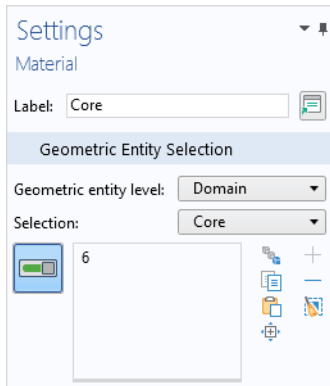 Settings
Material
Label: Core
Geometric Entity Selection
Geometric entity level: Domain
Selection: Core
6